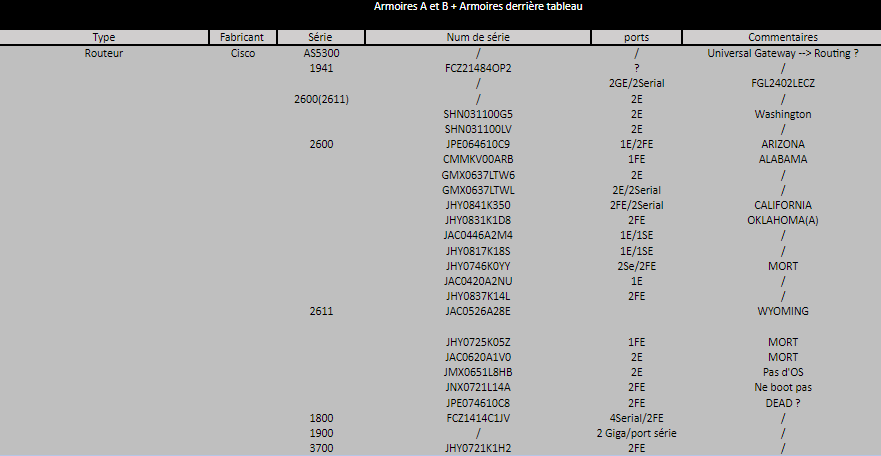 Armoires A et B + Armoires derrière tableau
Type Fabricant Série Num de série ports Commentaires
Routeur Cisco AS5300 / / Universal Gateway --> Routing ?
1941 FCZ21484OP2 ? /
/ 2GE/2Serial FGL2402LECZ
2600(2611) / 2E /
SHN031100G5 2E Washington
SHN031100LV 2E /
2600 JPE064610C9 1E/2FE ARIZONA
CMMKV00ARB 1FE ALABAMA
GMX0637LTW6 2E /
GMX0637LTWL 2E/2Serial /
JHY0841K350 2FE/2Serial CALIFORNIA
JHY0831K1D8 2FE OKLAHOMA(A)
JAC0446A2M4 1E/1SE /
JHY0817K18S 1E/1SE /
JHY0746K0YY 2Se/2FE MORT
JAC0420A2NU 1E /
JHY0837K14L 2FE /
2611 JAC0526A28E WYOMING
JHY0725K05Z 1FE MORT
JAC0620A1V0 2E MORT
JMX0651L8HB 2E Pas d'OS
JNX0721L14A 2FE Ne boot pas
JPE074610C8 2FE DEAD ?
1800 FCZ1414C1JV 4Serial/2FE /
1900 / 2 Giga/port série /
3700 JHY0721K1H2 2FE /